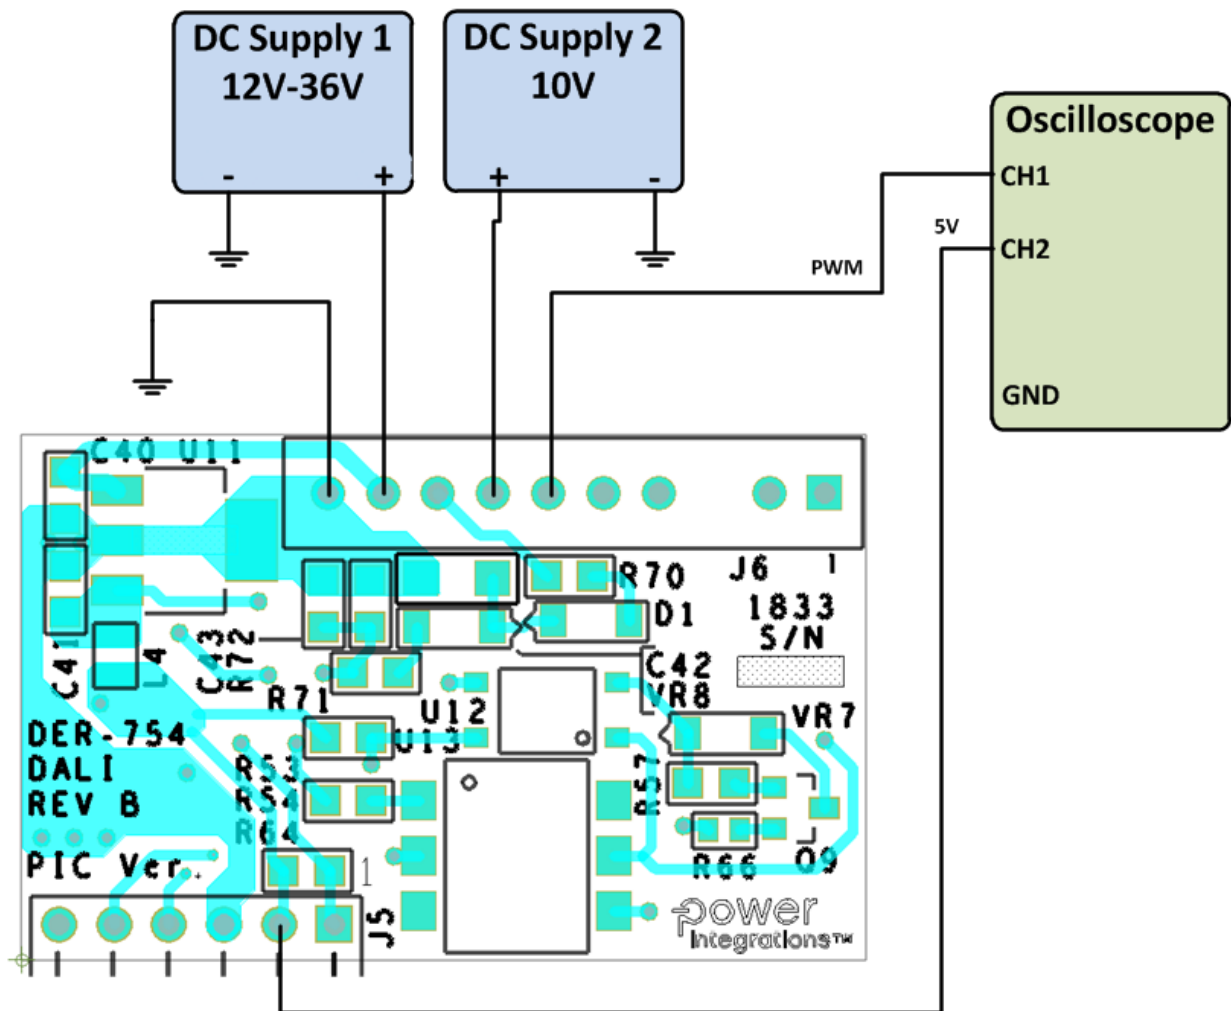 DC Supply 1
12V-36V
-
+
DC Supply 2
10V
+
-
Oscilloscope
CH1
5V
CH2
PWM
GND
C40 U11
R70
J6
1
D1
1833
S/N
C41
L4
C43
R72
C42
VR8
R71
U12
VR7
U13
DER-754
DALI
REV B
R53
R54
R64
R57
R66
Q9
PIC Ver.
1
J5
power
integrations™